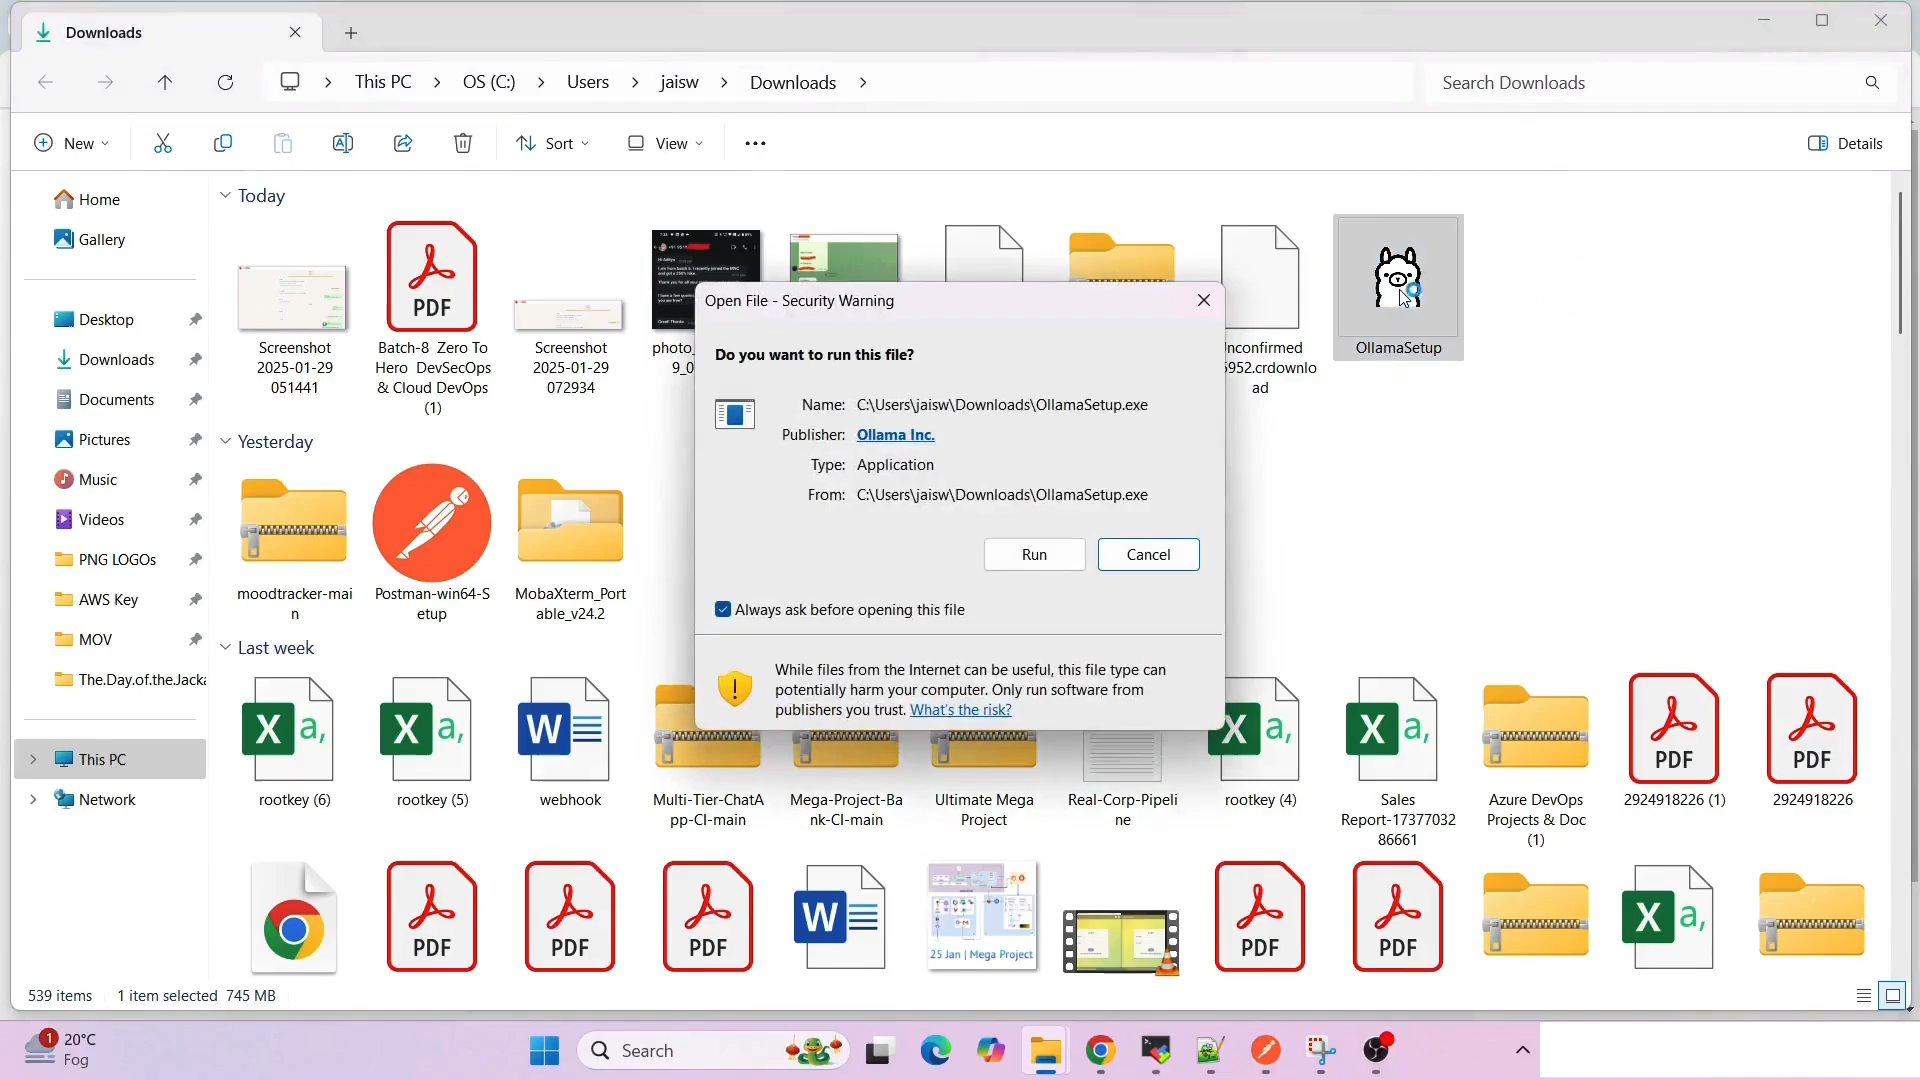 Downloads
This PC
OS (C:)
Users
jaisw
Downloads
Search Downloads
New
Sort
View
Details
Home
Gallery
Desktop
Downloads
Documents
Pictures
Music
Videos
PNG LOGOs
AWS Key
MOV
The.Day.of.the.Jacka
This PC
Network
Today
PDF
Screenshot
2025-01-29
051441
Batch-8 Zero To
Hero DevSecOps
& Cloud DevOps
(1)
Screenshot
2025-01-29
072934
photo_
9_0
5952.crdownlo
ad
OllamaSetup
Open File - Security Warning
Do you want to run this file?
Name: C:\Users\jaisw\Downloads\OllamaSetup.exe
Publisher: Ollama Inc.
Type: Application
From: C:\Users\jaisw\Downloads\OllamaSetup.exe
Run
Cancel
Always ask before opening this file
While files from the Internet can be useful, this file type can
potentially harm your computer. Only run software from
publishers you trust. What's the risk?
Yesterday
moodtracker-mai
n
Postman-win64-S
etup
MobaXterm_Port
able_v24.2
Last week
X a,
X a,
W
X a,
X a,
PDF
PDF
rootkey (6)
rootkey (5)
webhook
Multi-Tier-ChatA
pp-CI-main
Mega-Project-Ba
nk-CI-main
Ultimate Mega
Project
Real-Corp-Pipeli
ne
rootkey (4)
Sales
Report-17377032
86661
Azure DevOps
Projects & Doc
(1)
2924918226 (1)
2924918226
PDF
PDF
PDF
W
25 Jan | Mega Project
PDF
PDF
X a,
539 items
1 item selected 745 MB
1
20°C
Fog
Search